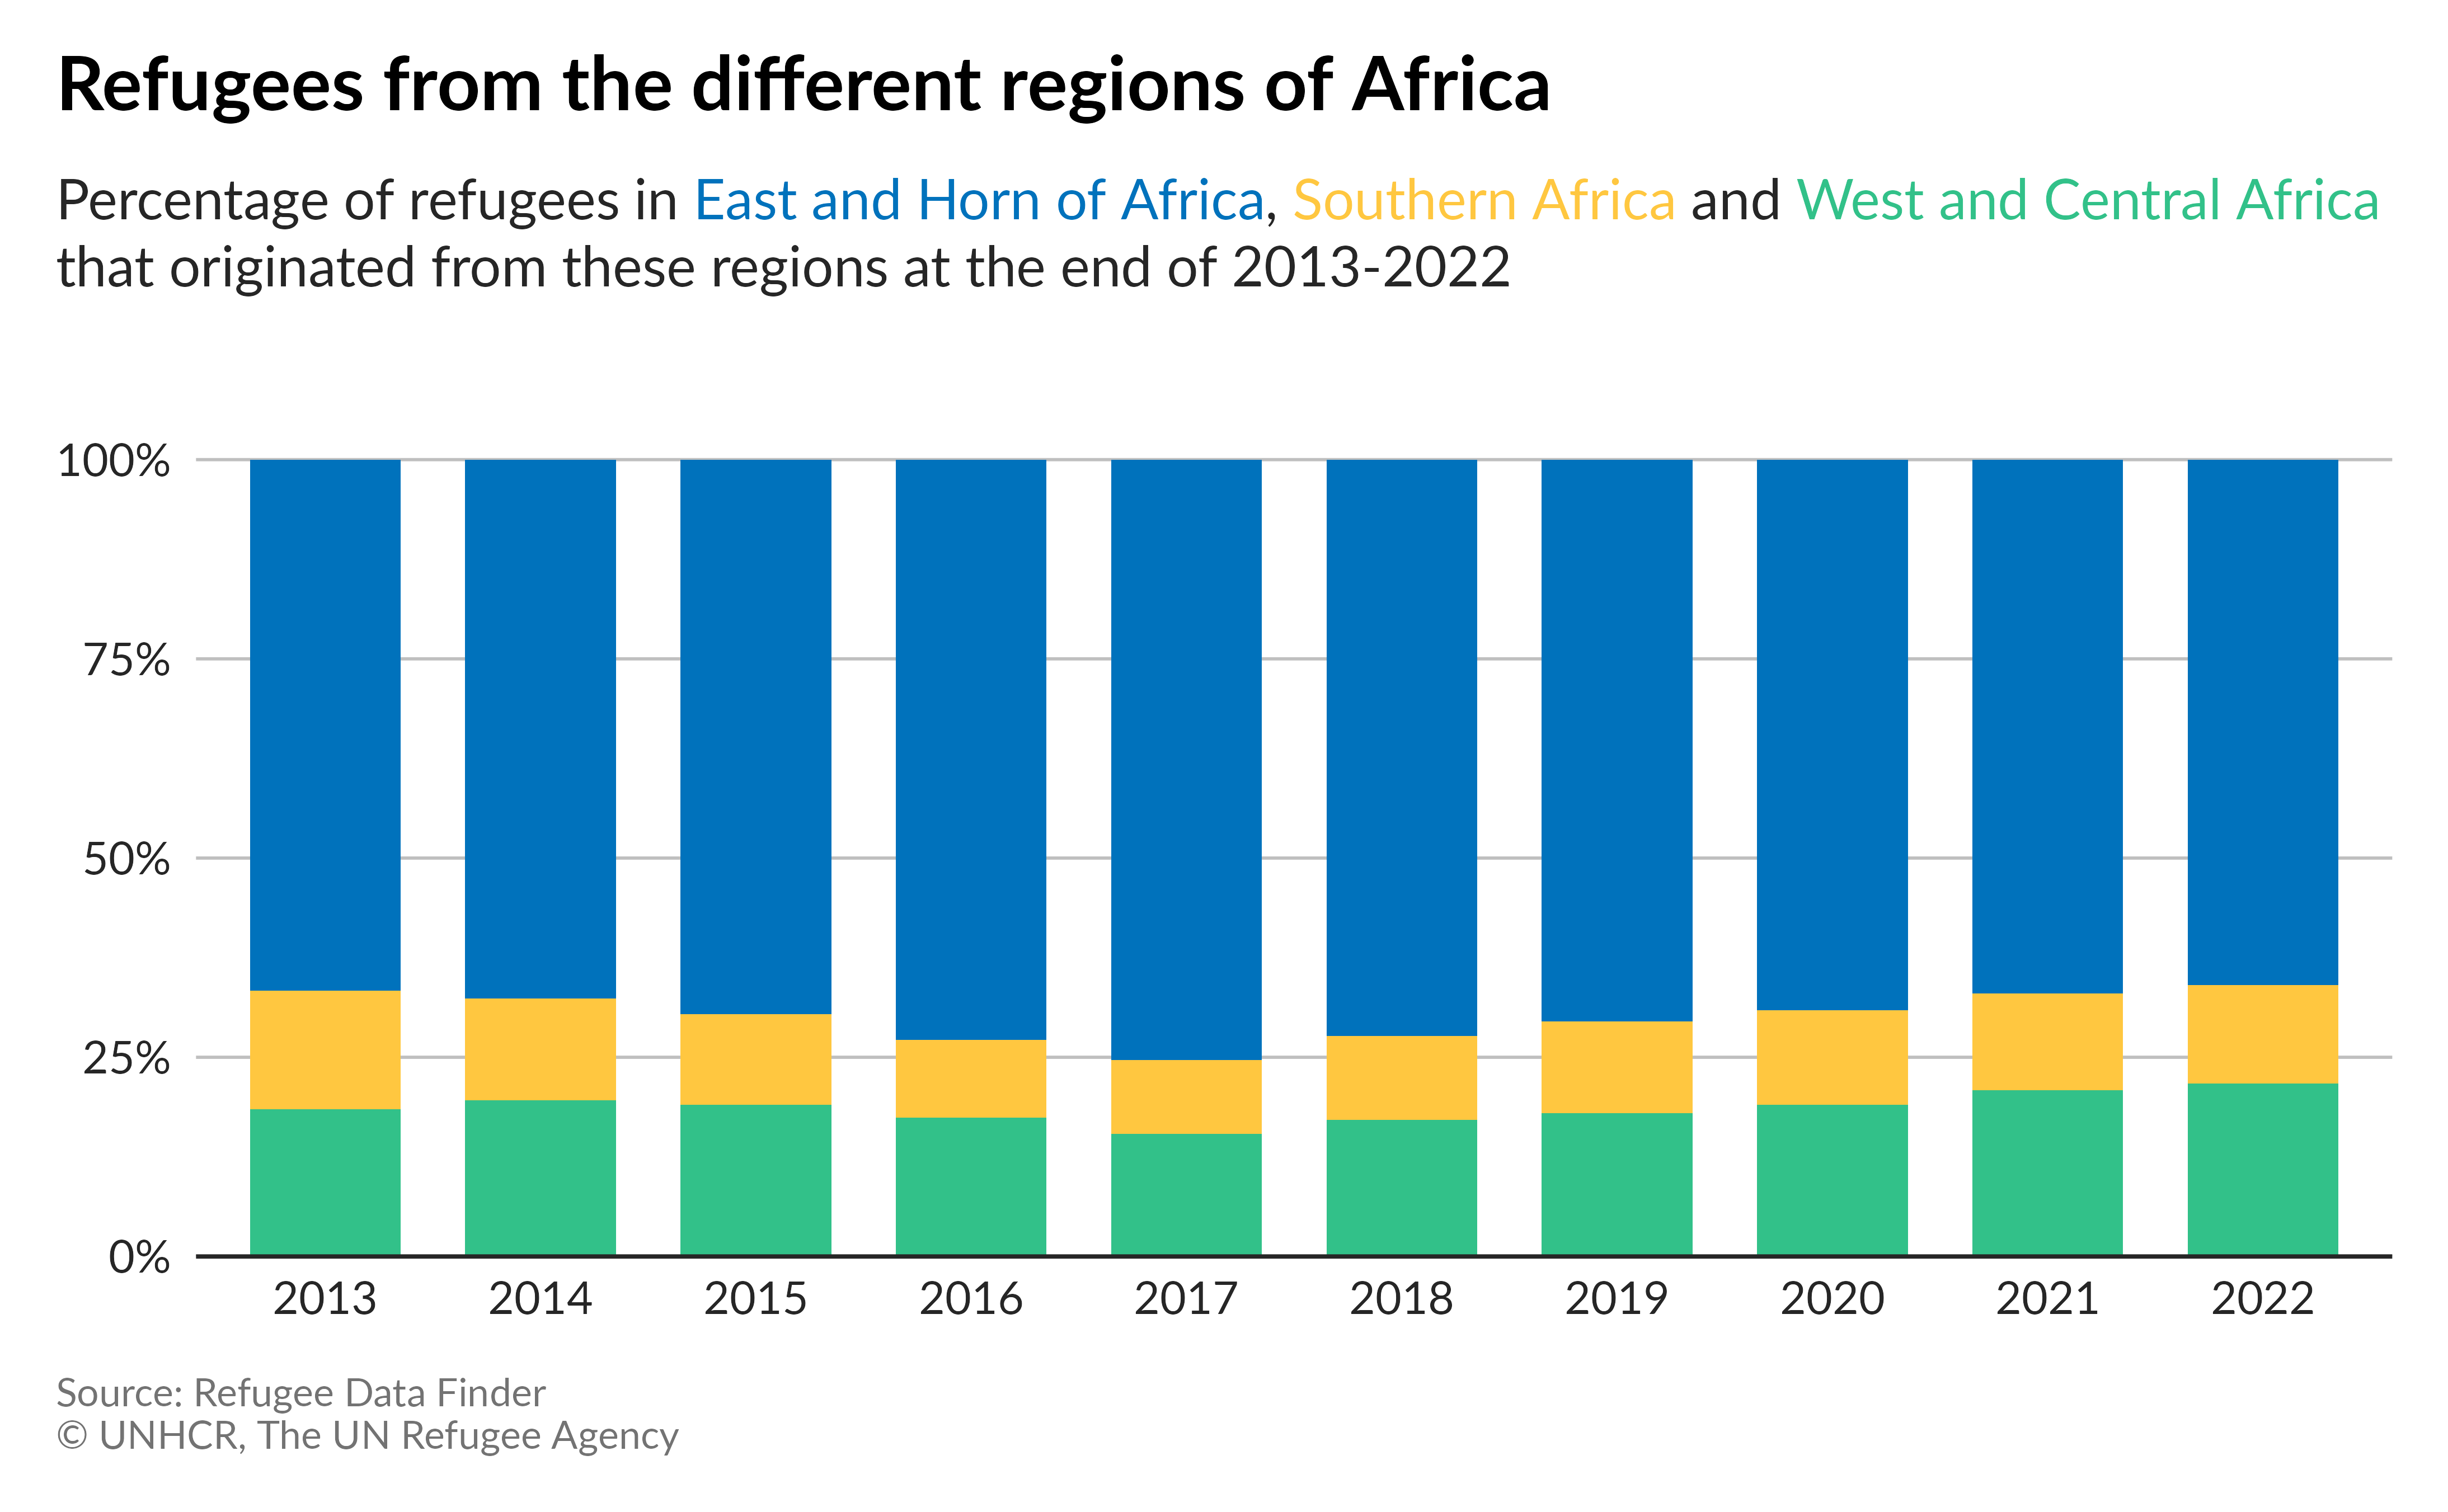 Refugees from the different regions of Africa
Percentage of refugees in East and Horn of Africa, Southern Africa and West and Central Africa
that originated from these regions at the end of 2013-2022
100%
75%
50%
25%
0%
2013 2014 2015 2016 2017 2018 2019 2020 2021 2022
Source: Refugee Data Finder
© UNHCR, The UN Refugee Agency